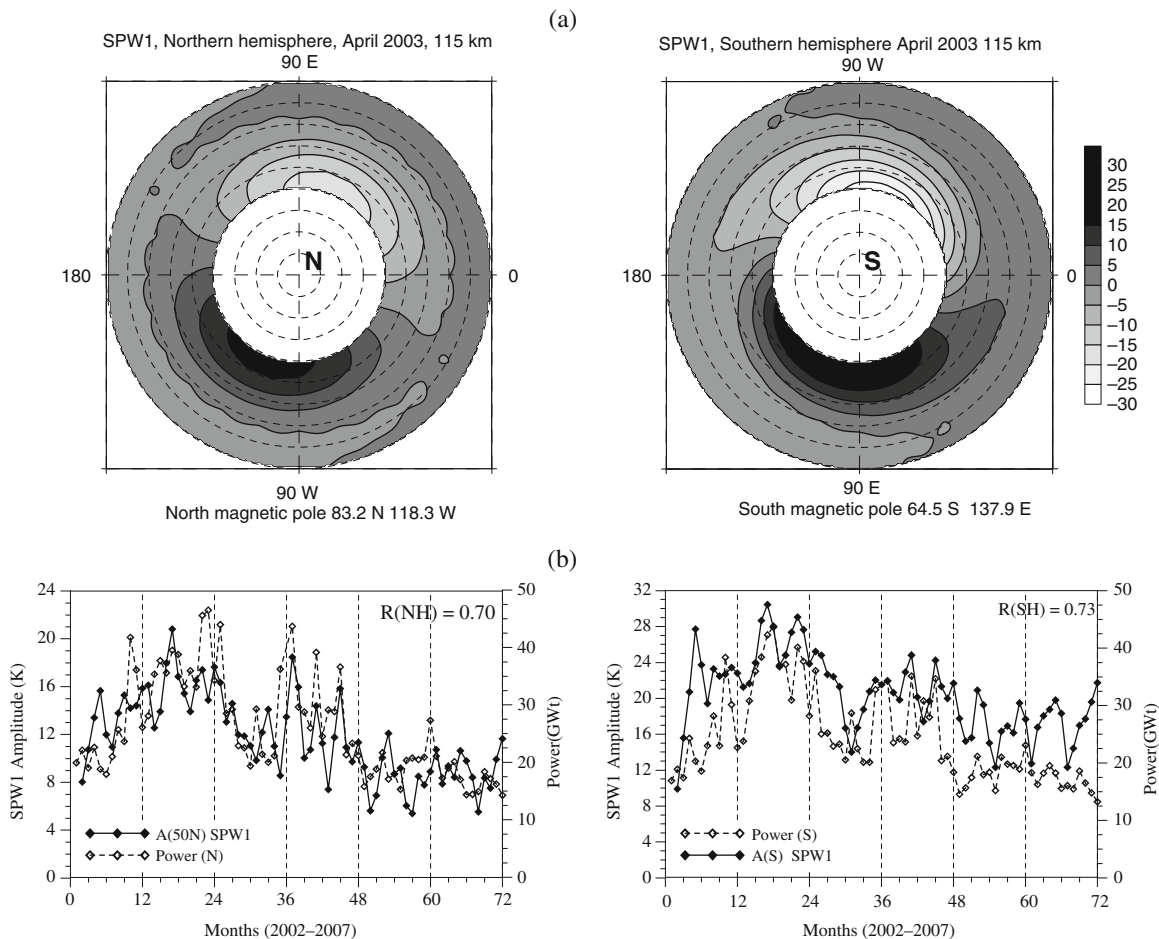 (a)
SPW1, Northern hemisphere, April 2003, 115 km
90 E
N
180
0
90 W
North magnetic pole 83.2 N 118.3 W
SPW1, Southern hemisphere April 2003 115 km
90 W
S
180
0
90 E
South magnetic pole 64.5 S 137.9 E
30
25
20
15
10
5
0
−5
−10
−15
−20
−25
−30
(b)
R(NH) = 0.70
SPW1 Amplitude (K)
24
20
16
12
8
4
0
50
40
30
20
10
0
Power(GWt)
A(50N) SPW1
Power (N)
0 12 24 36 48 60 72
Months (2002–2007)
R(SH) = 0.73
SPW1 Amplitude (K)
32
28
24
20
16
12
8
4
0
50
40
30
20
10
0
Power(GWt)
Power (S)
A(S) SPW1
0 12 24 36 48 60 72
Months (2002–2007)